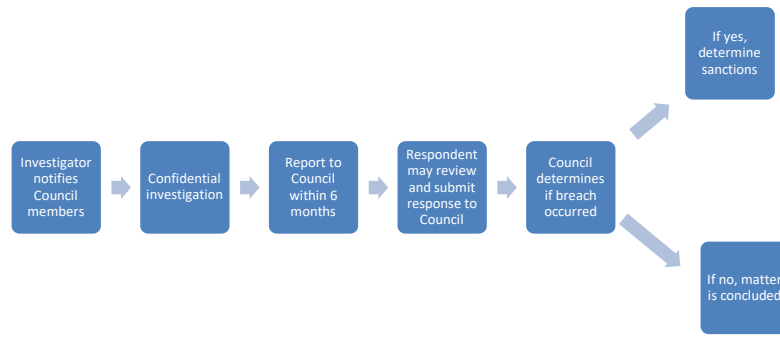 Investigator
notifies
Council
members
Confidential
investigation
Report to
Council
within 6
months
Respondent
may review
and submit
response to
Council
Council
determines
if breach
occurred
If yes,
determine
sanctions
If no, matter
is concluded